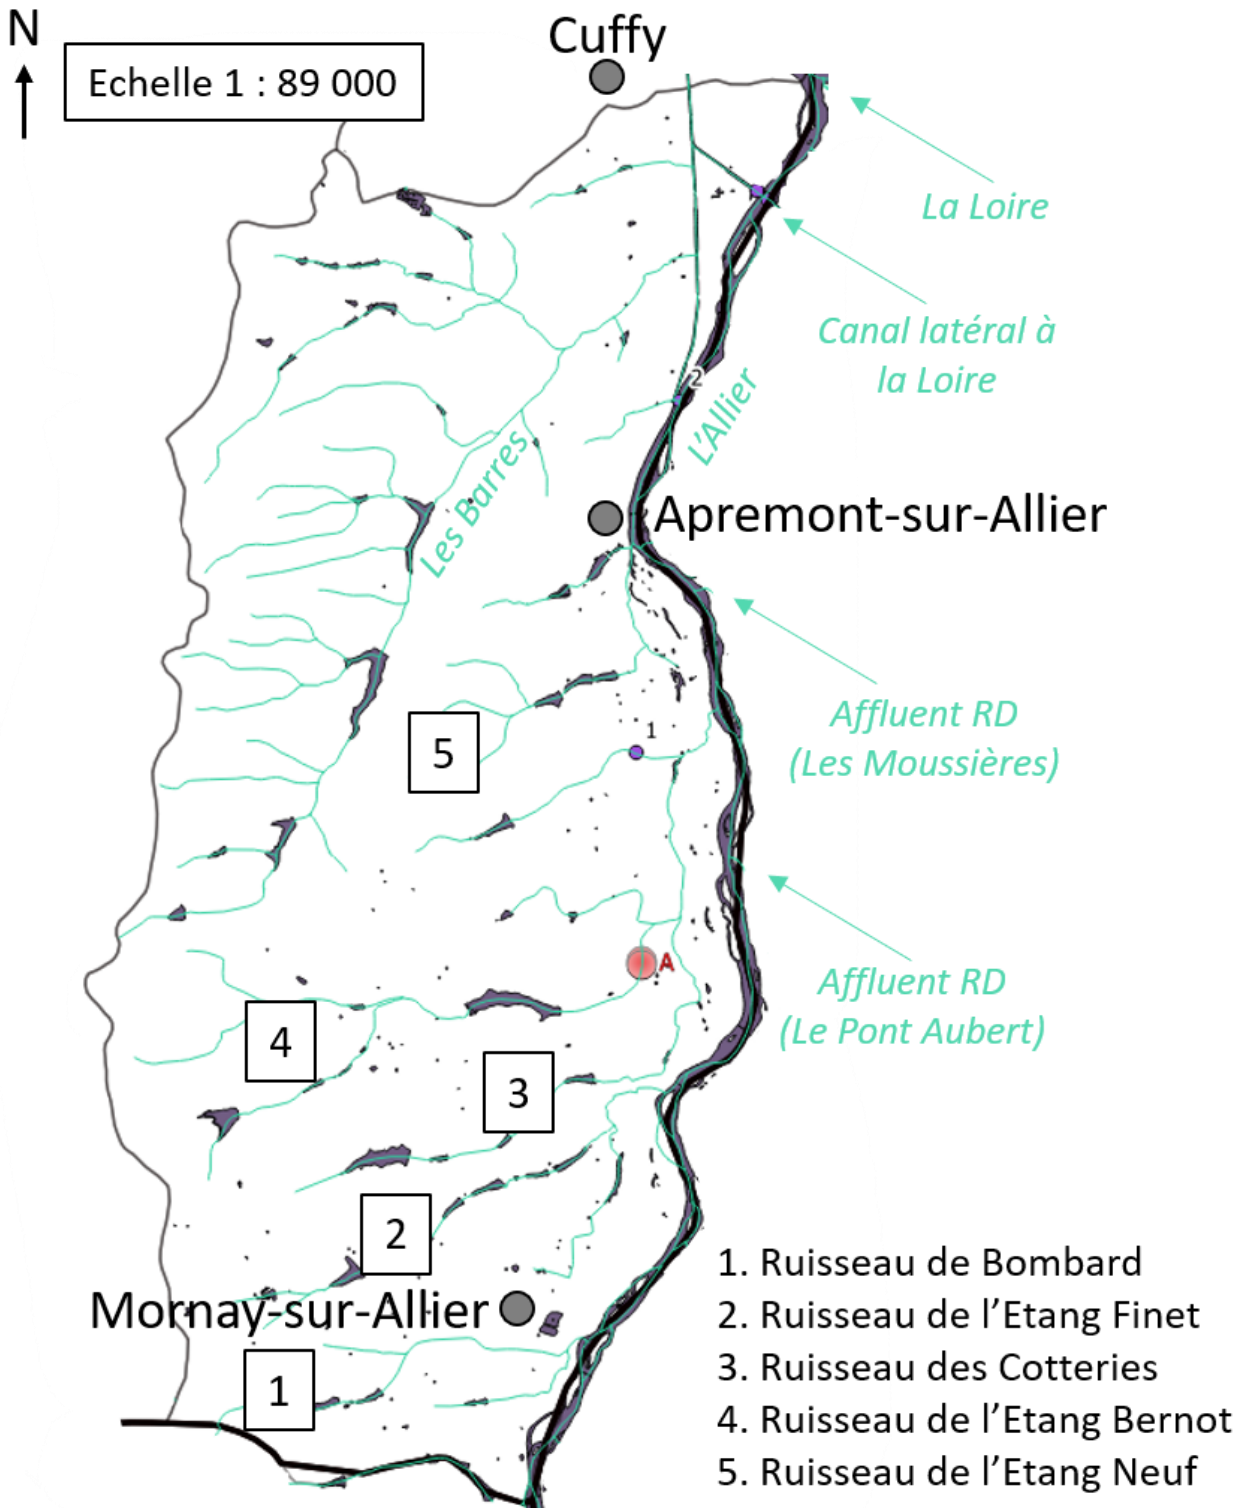 N
Echelle 1 : 89 000
Cuffy
La Loire
Canal latéral à
la Loire
2
L'Allier
Les Barres
Apremont-sur-Allier
Affluent RD
(Les Moussières)
5
1
A
Affluent RD
(Le Pont Aubert)
4
3
2
Mornay-sur-Allier
1
1. Ruisseau de Bombard
2. Ruisseau de l'Etang Finet
3. Ruisseau des Cotteries
4. Ruisseau de l'Etang Bernot
5. Ruisseau de l'Etang Neuf